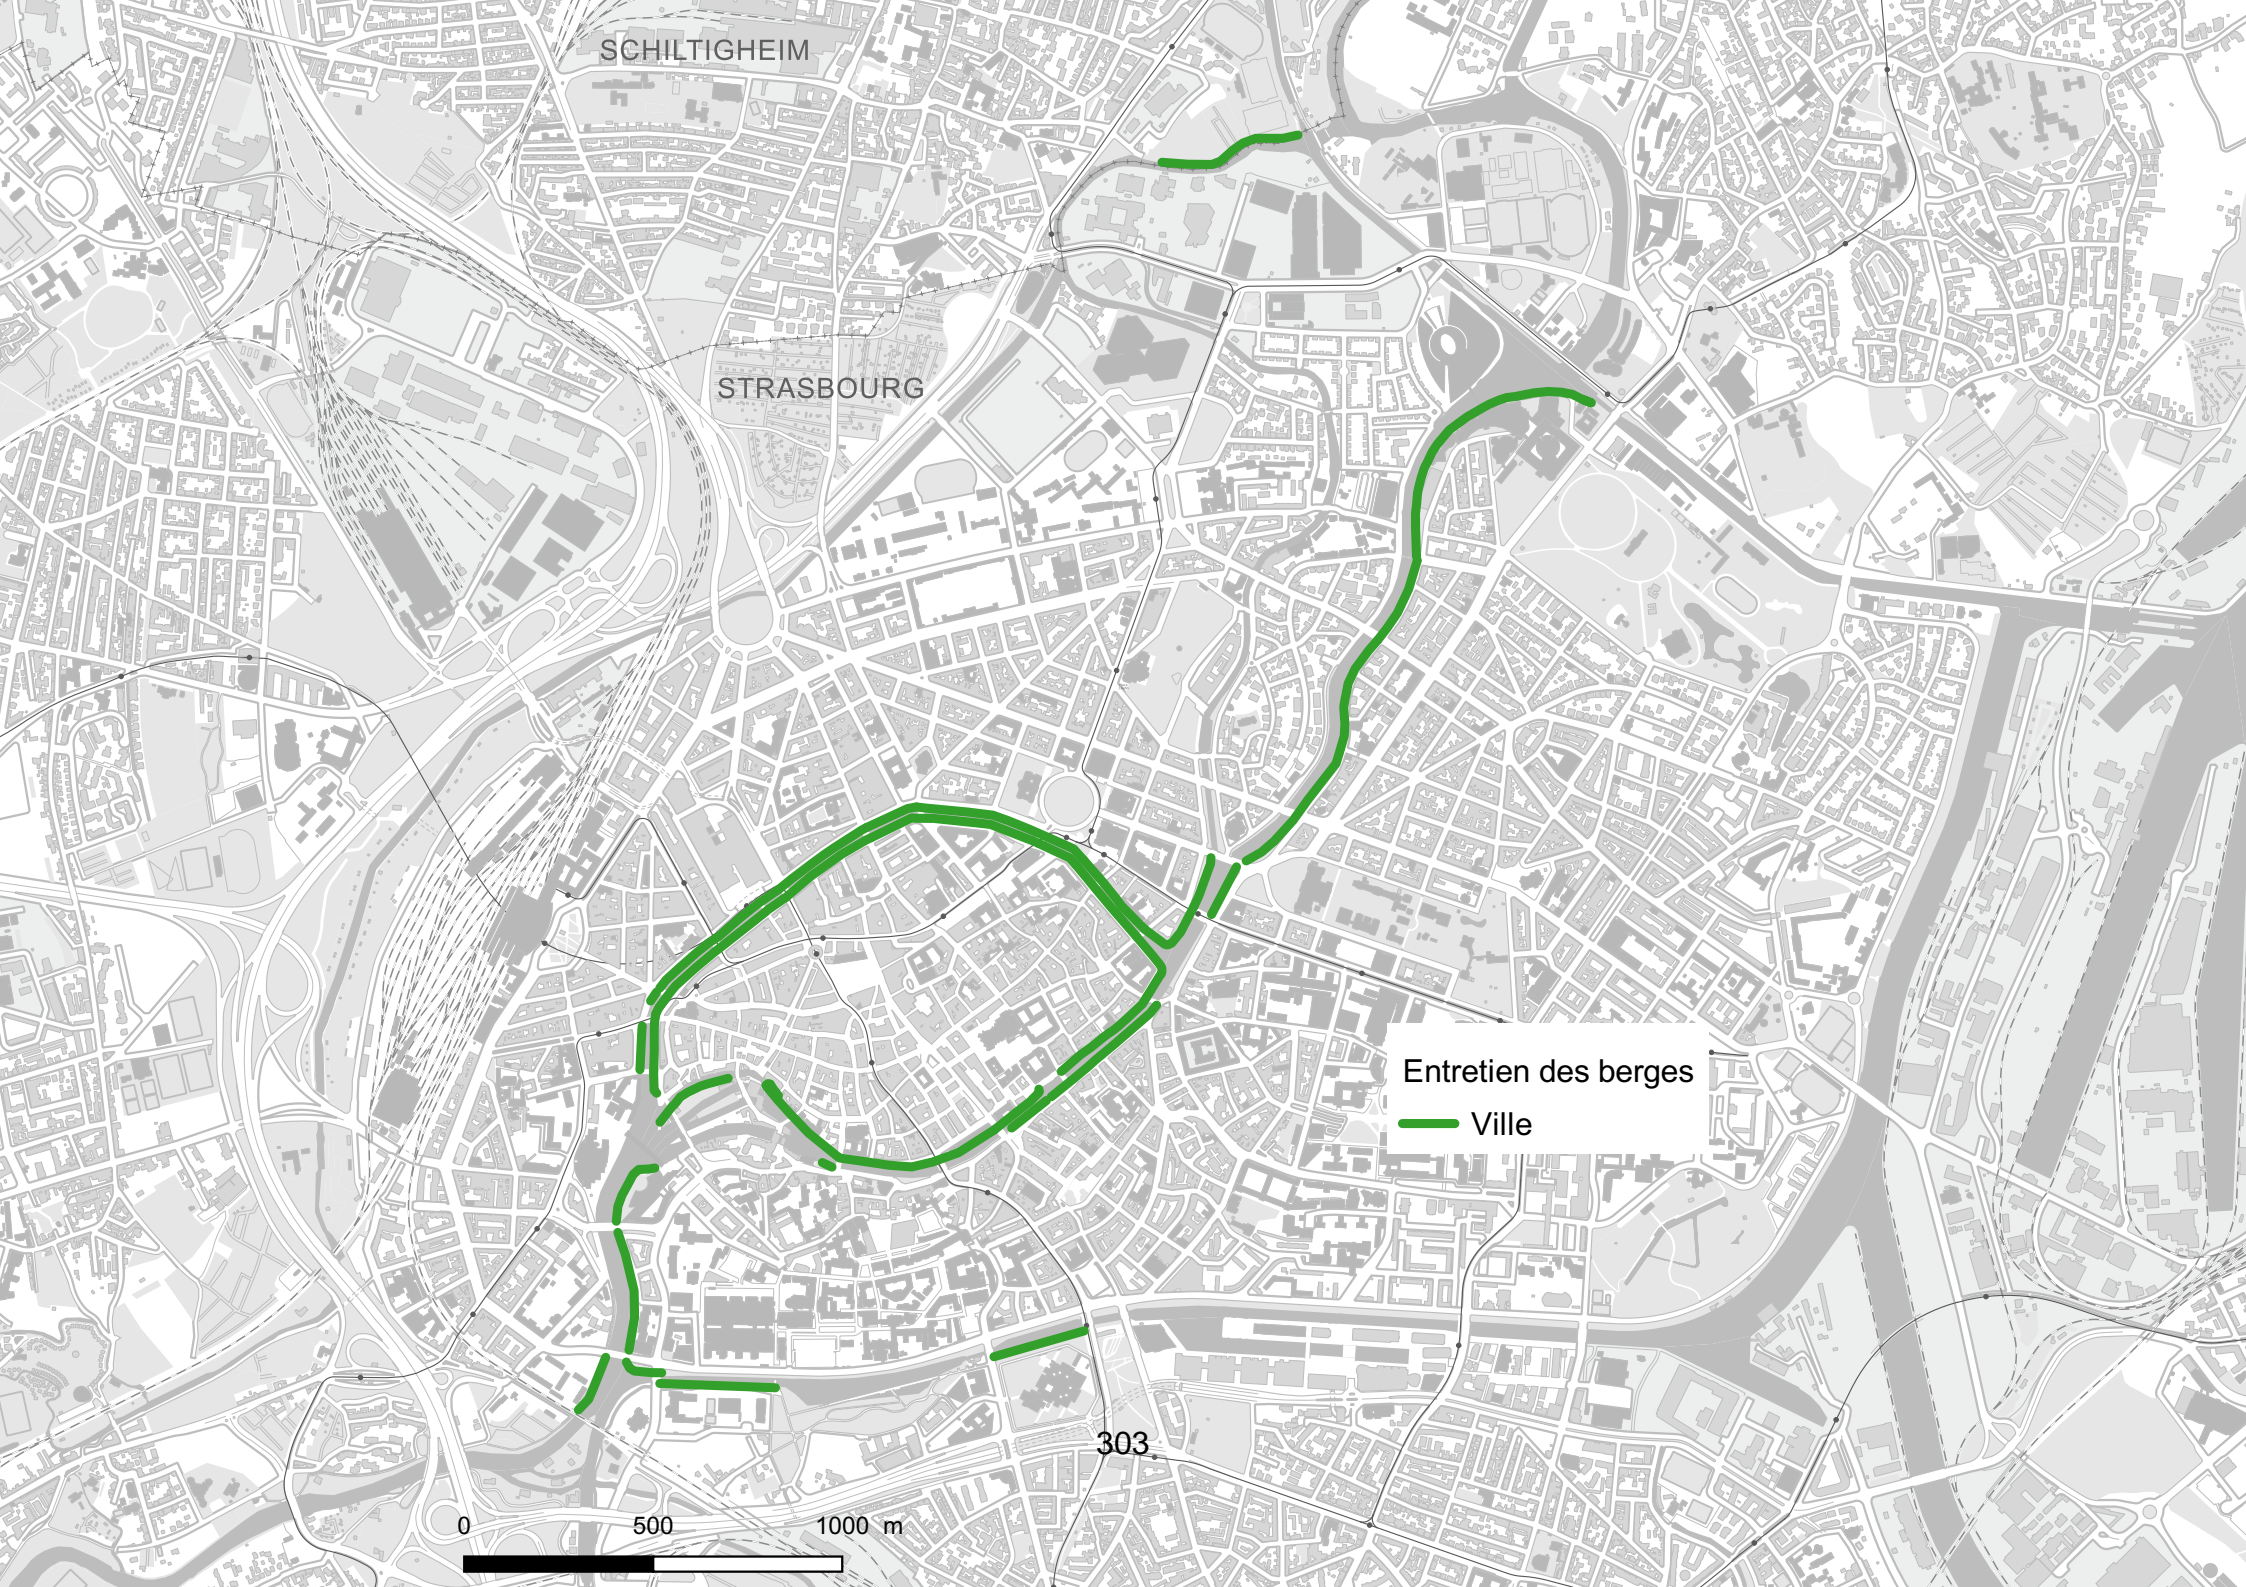 SCHILTIGHEIM
STRASBOURG
Entretien des berges
Ville
303
0 500 1000 m